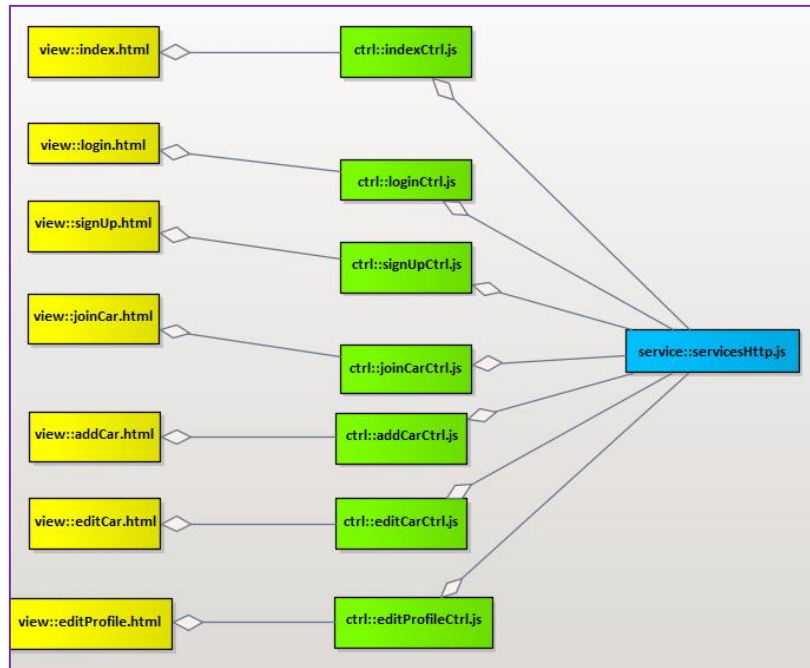 view::index.html
ctrl::indexCtrl.js
view::login.html
ctrl::loginCtrl.js
view::signUp.html
ctrl::signUpCtrl.js
view::joinCar.html
service::servicesHttp.js
ctrl::joinCarCtrl.js
view::addCar.html
ctrl::addCarCtrl.js
view::editCar.html
ctrl::editCarCtrl.js
view::editProfile.html
ctrl::editProfileCtrl.js